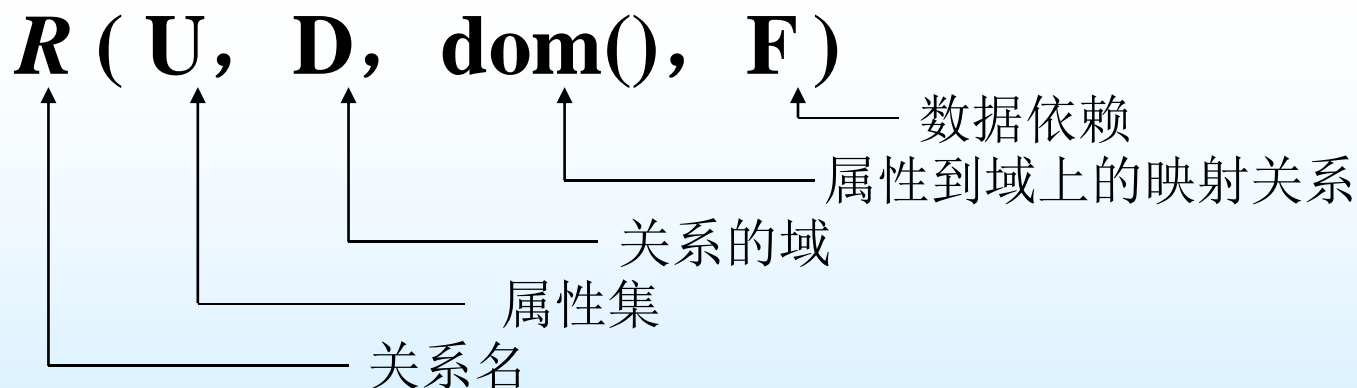 R ( U，D，dom()，F )
数据依赖
属性到域上的映射关系
关系的域
属性集
关系名